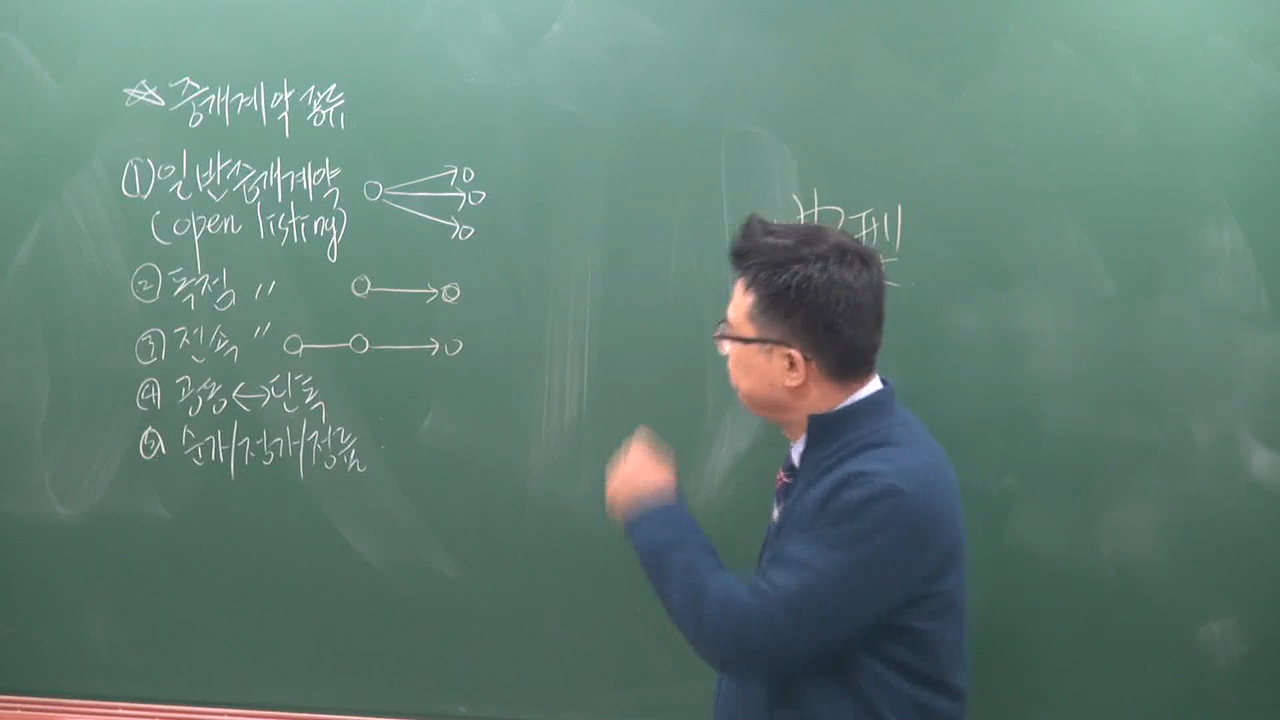 ☆ 중개계약 종류
① 일반중개계약
(open listing)
② 독점 〃
③ 전속 〃
④ 공동 ↔ 단독
⑤ 순가/정가/정률
型